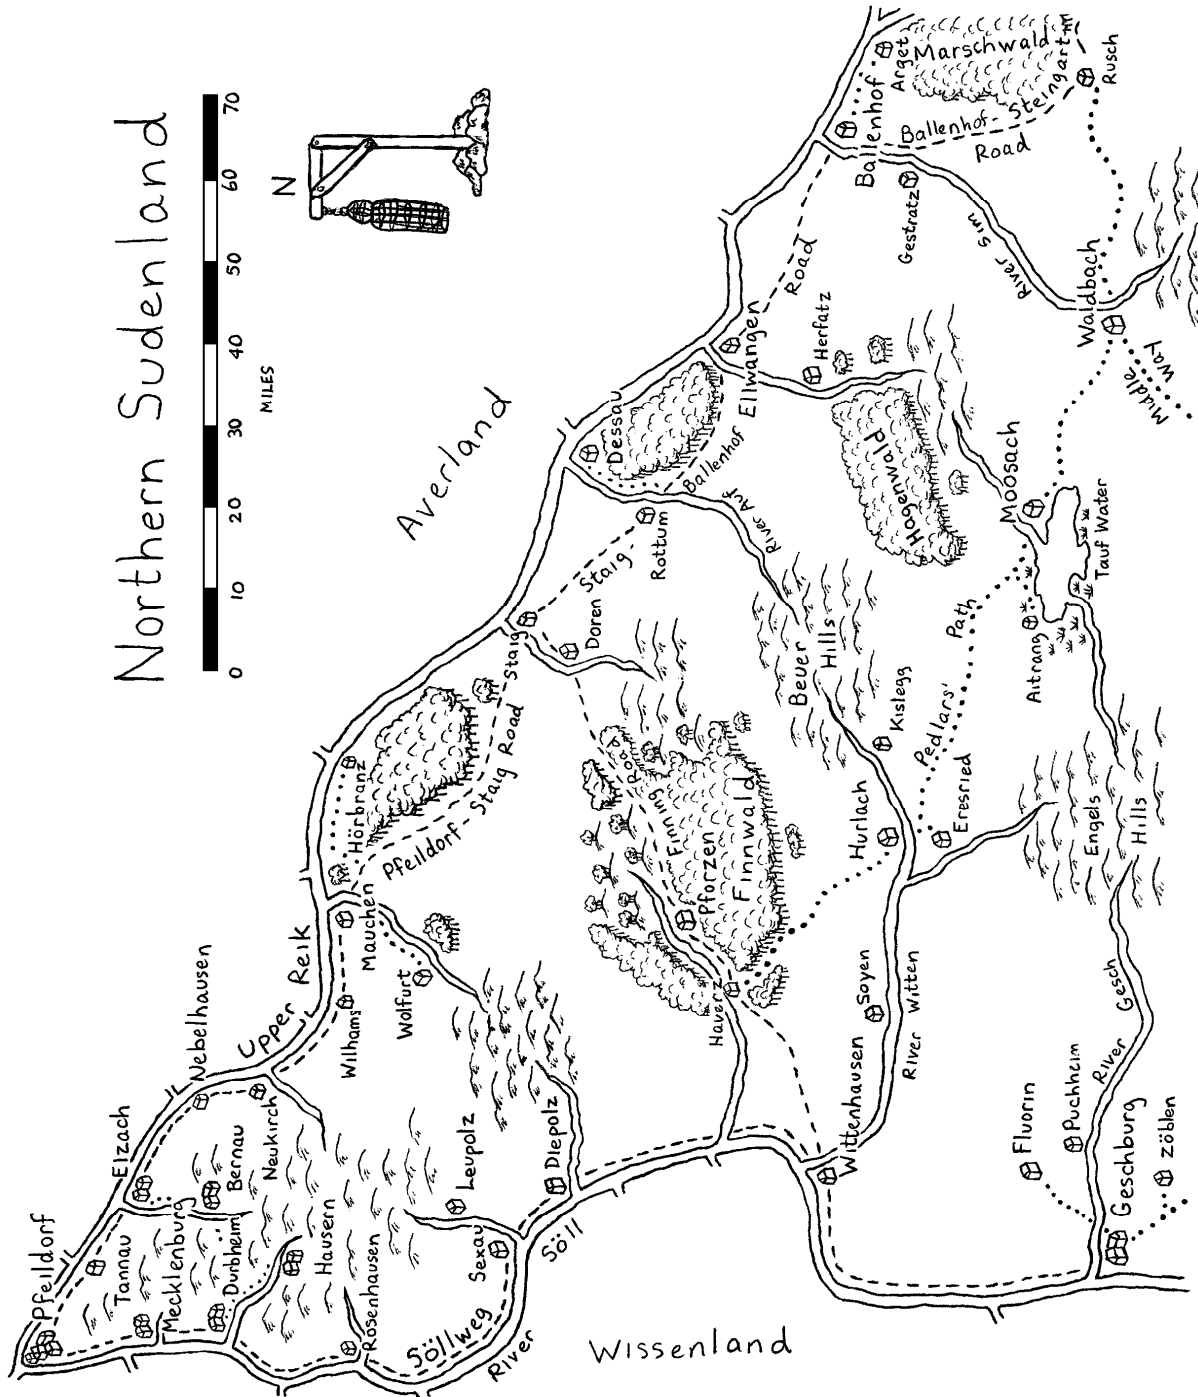 Northern Sudenland
0 10 20 30 40 50 60 70
MILES
N
Averland
Pfeildorf
Elzach
Nebelhausen
Upper Reik
Tannau
Mecklenburg
Durbheim
Bernau
Neukirch
Hausern
Rosenhausen
Söllweg
River Söll
Sexau
Leupolz
Diepolz
Wilhams
Mauchen
Wolfurt
Hörbranz
Pfeildorf - Staig Road
Staig
Doren
Staig - Ballenhof Road
Rottum
Dessau
River Auf
Ellwangen
Herfatz
Ballenhof
Arget
Marschwald
Ballenhof - Steingart Road
Rusch
Gestratz
River Sim
Waldbach
Middle Way
Hagenwald
Moosach
Tauf Water
Aitrang
Pedlars' Path
Beuer Hills
Kislegg
Eresried
Hurlach
Finning Road
Pforzen
Finnwald
Haverz
Soyen
Wittenhausen
River Witten
Engels Hills
River Gesch
Fluorin
Puchheim
Geschburg
Zöblen
Wissenland